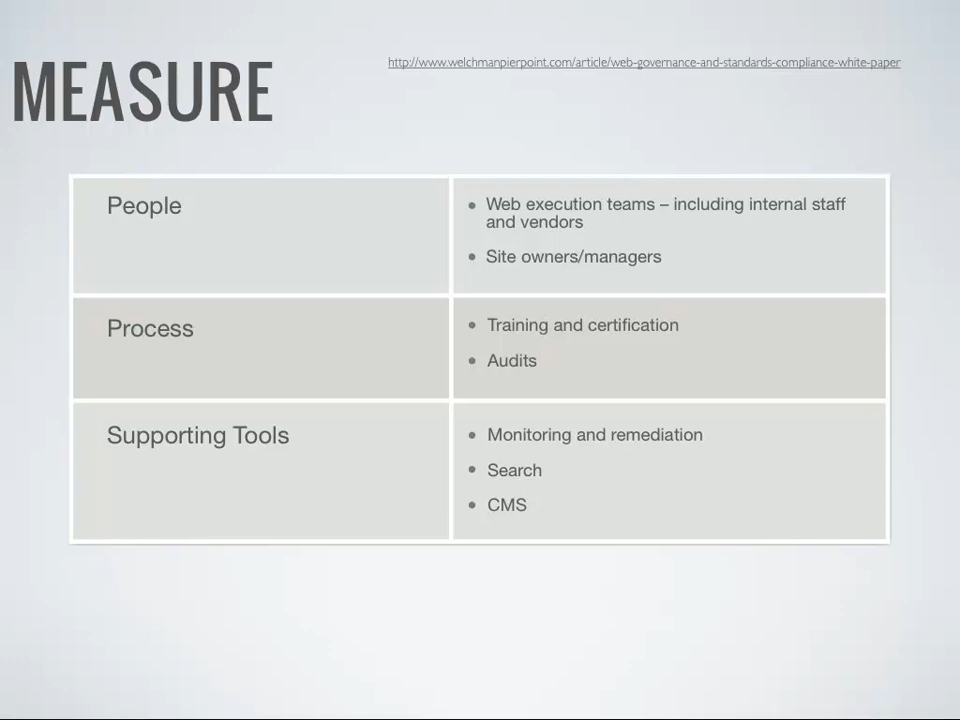 MEASURE
http://www.welchmanpierpoint.com/article/web-governance-and-standards-compliance-white-paper
People
• Web execution teams – including internal staff
and vendors
• Site owners/managers
Process
• Training and certification
• Audits
Supporting Tools
• Monitoring and remediation
• Search
• CMS